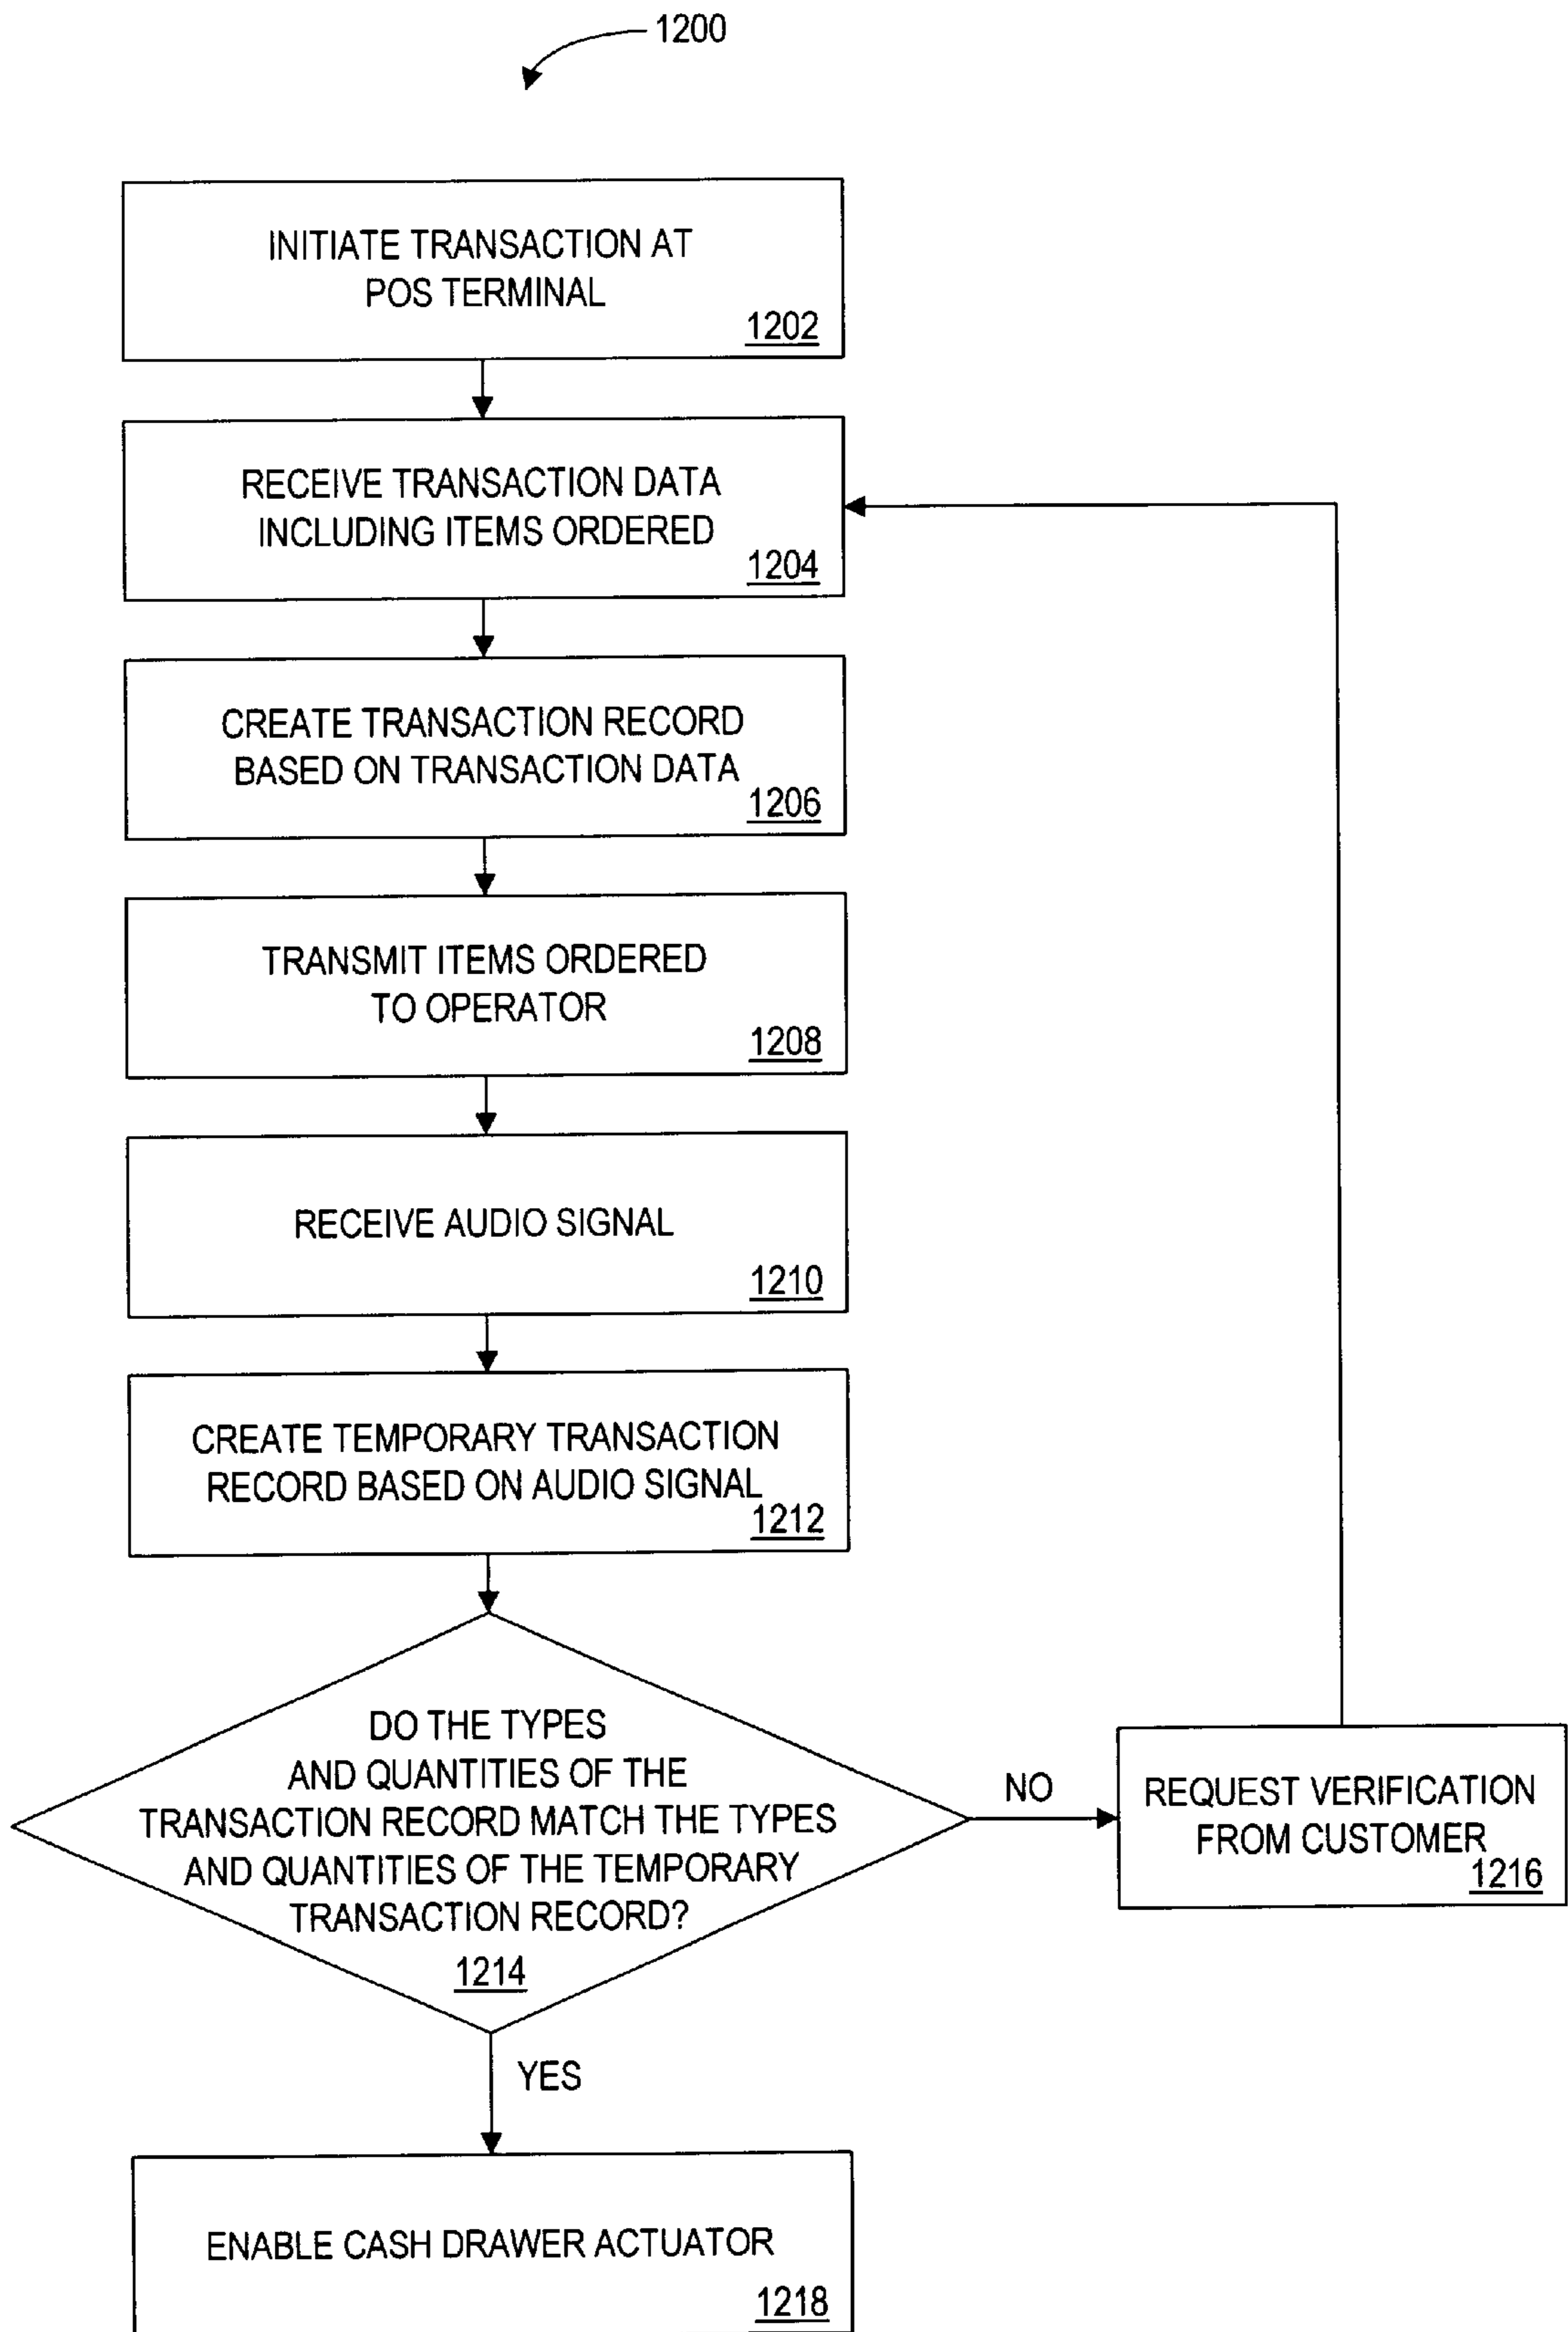 1200
INITIATE TRANSACTION AT
POS TERMINAL
1202
RECEIVE TRANSACTION DATA
INCLUDING ITEMS ORDERED
1204
CREATE TRANSACTION RECORD
BASED ON TRANSACTION DATA
1206
TRANSMIT ITEMS ORDERED
TO OPERATOR
1208
RECEIVE AUDIO SIGNAL
1210
CREATE TEMPORARY TRANSACTION
RECORD BASED ON AUDIO SIGNAL
1212
DO THE TYPES
AND QUANTITIES OF THE
TRANSACTION RECORD MATCH THE TYPES
AND QUANTITIES OF THE TEMPORARY
TRANSACTION RECORD?
1214
NO
REQUEST VERIFICATION
FROM CUSTOMER
1216
YES
ENABLE CASH DRAWER ACTUATOR
1218